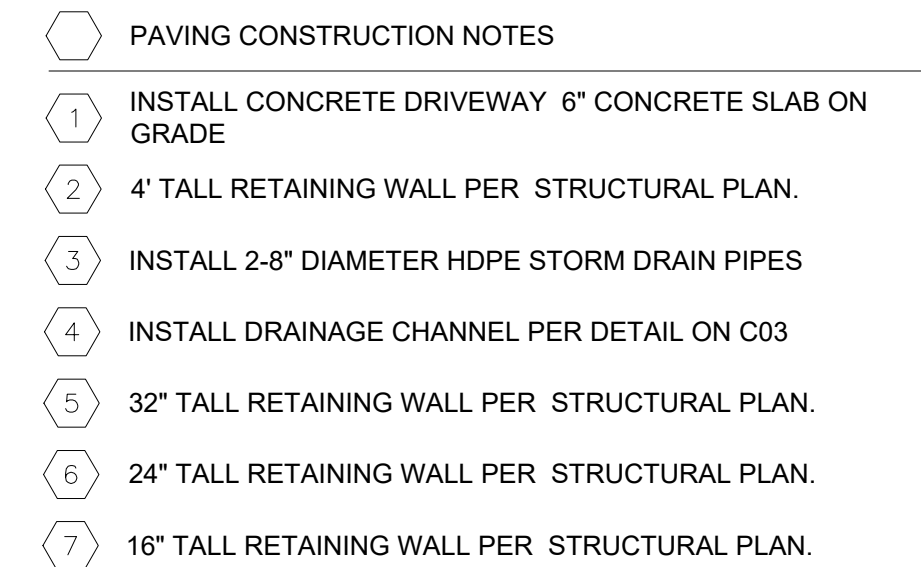 PAVING CONSTRUCTION NOTES
1 INSTALL CONCRETE DRIVEWAY 6" CONCRETE SLAB ON
GRADE
2 4' TALL RETAINING WALL PER STRUCTURAL PLAN.
3 INSTALL 2-8" DIAMETER HDPE STORM DRAIN PIPES
4 INSTALL DRAINAGE CHANNEL PER DETAIL ON C03
5 32" TALL RETAINING WALL PER STRUCTURAL PLAN.
6 24" TALL RETAINING WALL PER STRUCTURAL PLAN.
7 16" TALL RETAINING WALL PER STRUCTURAL PLAN.